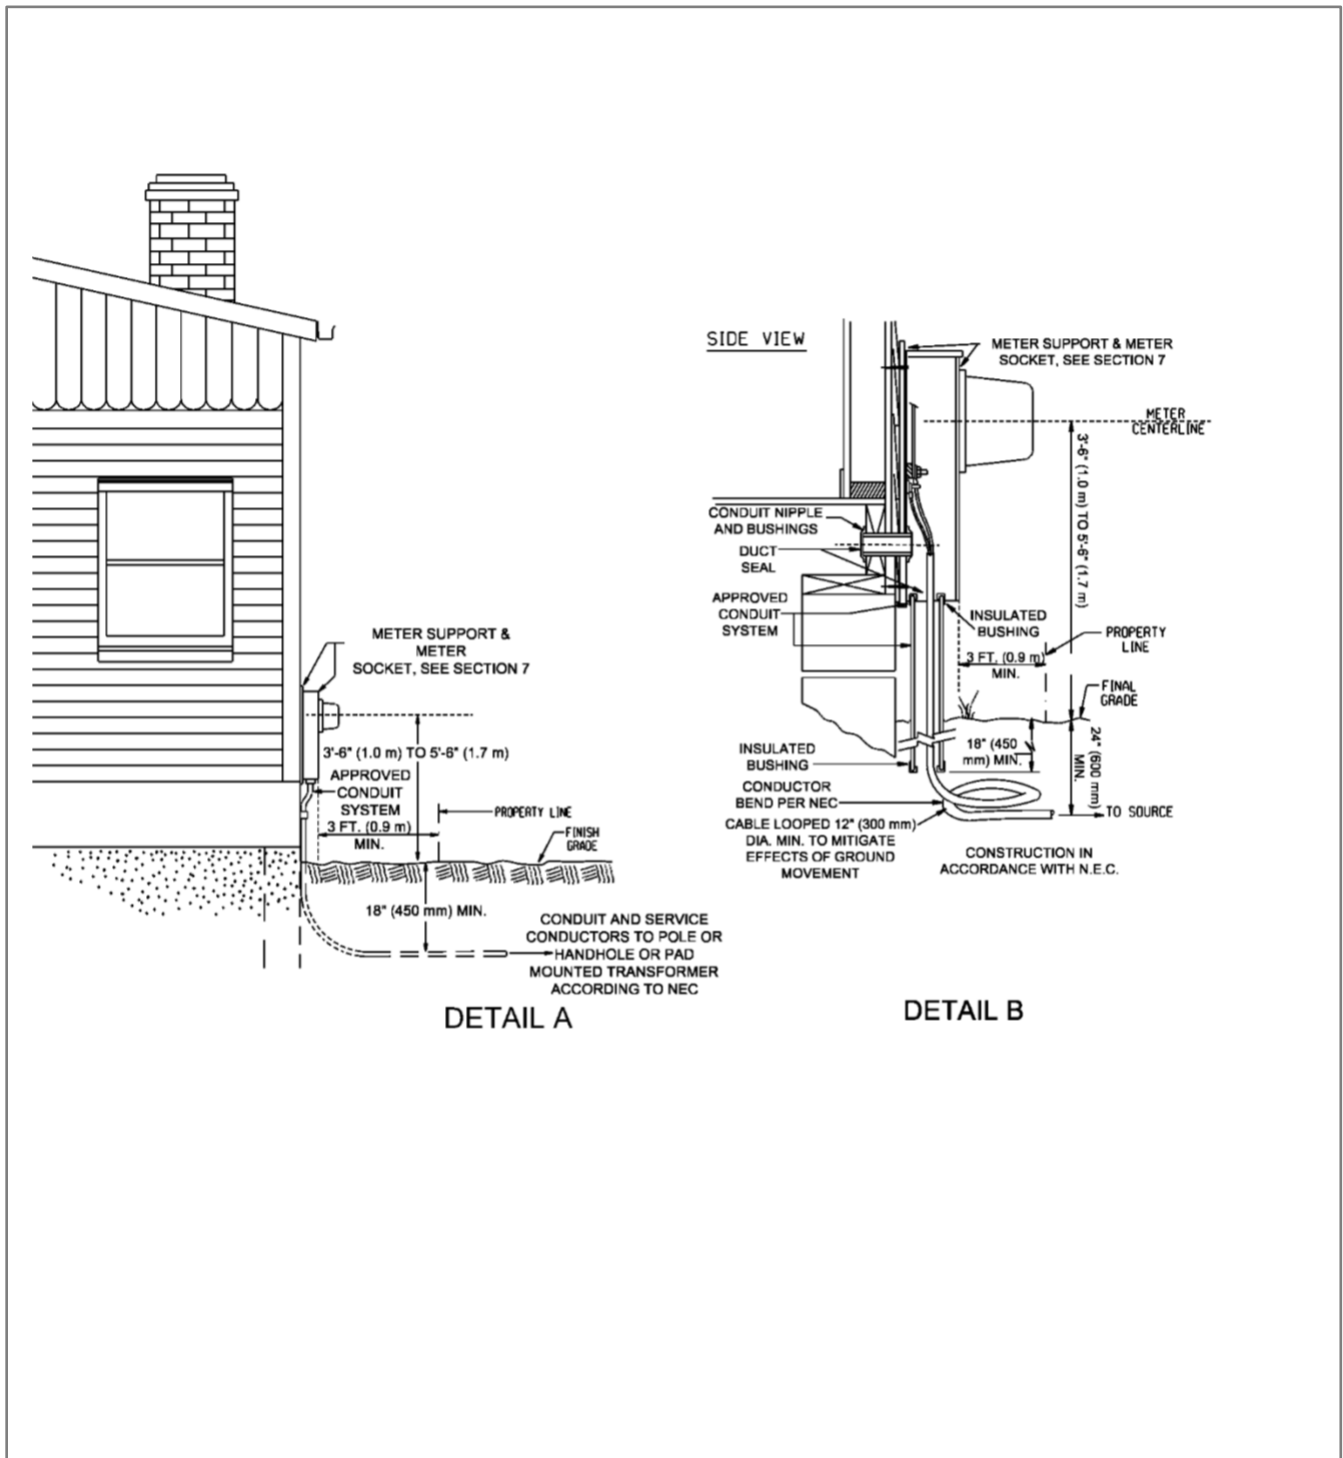 METER SUPPORT &
METER
SOCKET, SEE SECTION 7
3'-6" (1.0 m) TO 5'-6" (1.7 m)
APPROVED
CONDUIT
SYSTEM
3 FT. (0.9 m)
MIN.
PROPERTY LINE
FINISH
GRADE
18" (450 mm) MIN.
CONDUIT AND SERVICE
CONDUCTORS TO POLE OR
HANDHOLE OR PAD
MOUNTED TRANSFORMER
ACCORDING TO NEC
DETAIL A
SIDE VIEW
METER SUPPORT & METER
SOCKET, SEE SECTION 7
METER
CENTERLINE
3'-6" (1.0 m) TO 5'-6" (1.7 m)
CONDUIT NIPPLE
AND BUSHINGS
DUCT
SEAL
APPROVED
CONDUIT
SYSTEM
INSULATED
BUSHING
PROPERTY
LINE
3 FT. (0.9 m)
MIN.
FINAL
GRADE
18" (450
mm) MIN.
24" (600 mm)
MIN.
INSULATED
BUSHING
CONDUCTOR
BEND PER NEC
TO SOURCE
CABLE LOOPED 12" (300 mm)
DIA. MIN. TO MITIGATE
EFFECTS OF GROUND
MOVEMENT
CONSTRUCTION IN
ACCORDANCE WITH N.E.C.
DETAIL B